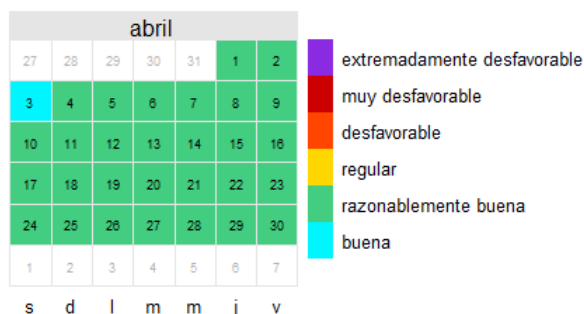 abril
27 28 29 30 31 1 2
3 4 5 6 7 8 9
10 11 12 13 14 15 16
17 18 19 20 21 22 23
24 25 26 27 28 29 30
1 2 3 4 5 6 7
s d l m m j v
extremadamente desfavorable
muy desfavorable
desfavorable
regular
razonablemente buena
buena